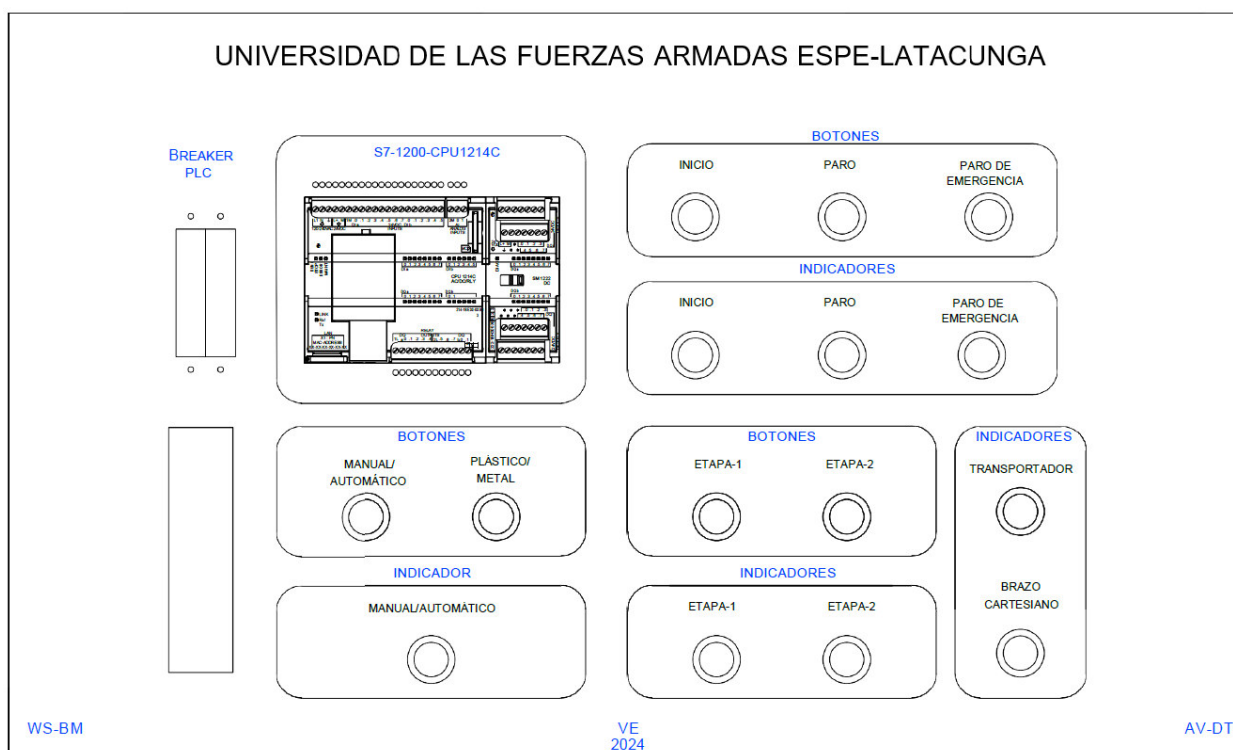 UNIVERSIDAD DE LAS FUERZAS ARMADAS ESPE-LATACUNGA
BREAKER
PLC
S7-1200-CPU1214C
CPU 1214C
AC/DC/RLY
SM 1222
DO
BOTONES
INICIO
PARO
PARO DE
EMERGENCIA
INDICADORES
INICIO
PARO
PARO DE
EMERGENCIA
BOTONES
MANUAL/
AUTOMÁTICO
PLÁSTICO/
METAL
BOTONES
ETAPA-1
ETAPA-2
INDICADORES
TRANSPORTADOR
BRAZO
CARTESIANO
INDICADOR
MANUAL/AUTOMÁTICO
INDICADORES
ETAPA-1
ETAPA-2
WS-BM
VE
2024
AV-DT